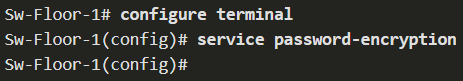 Sw-Floor-1# configure terminal
Sw-Floor-1(config)# service password-encryption
Sw-Floor-1(config)#